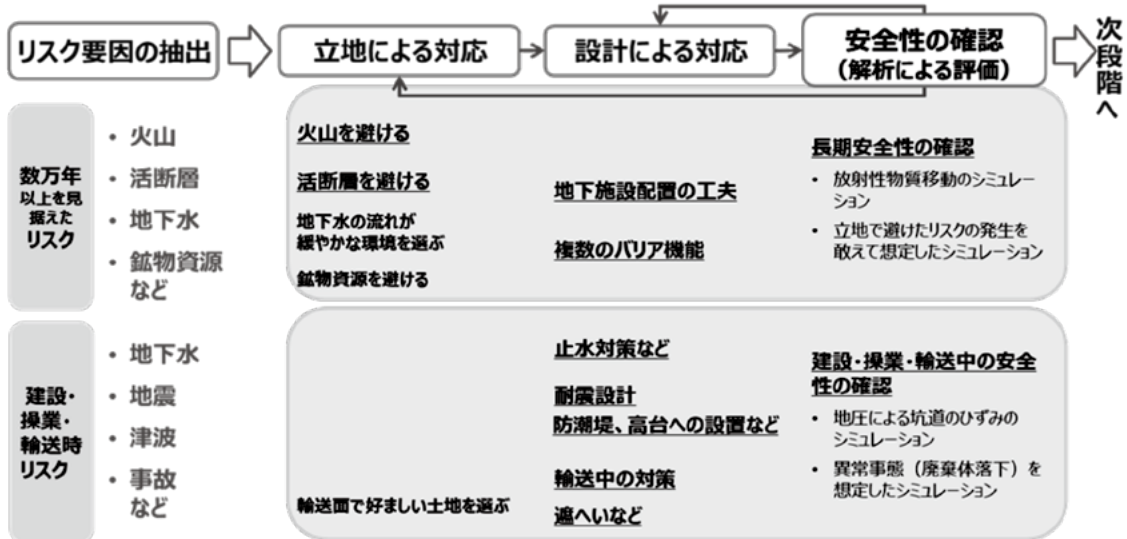 リスク要因の抽出
立地による対応
設計による対応
安全性の確認
（解析による評価）
次段階へ
数万年
以上を見
据えた
リスク
• 火山
• 活断層
• 地下水
• 鉱物資源
など
火山を避ける
活断層を避ける
地下水の流れが
緩やかな環境を選ぶ
鉱物資源を避ける
地下施設配置の工夫
複数のバリア機能
長期安全性の確認
• 放射性物質移動のシミュレー
ション
• 立地で避けたリスクの発生を
敢えて想定したシミュレーション
建設・
操業・
輸送時
リスク
• 地下水
• 地震
• 津波
• 事故
など
輸送面で好ましい土地を選ぶ
止水対策など
耐震設計
防潮堤、高台への設置など
輸送中の対策
遮へいなど
建設・操業・輸送中の安全
性の確認
• 地圧による坑道のひずみの
シミュレーション
• 異常事態（廃棄体落下）を
想定したシミュレーション